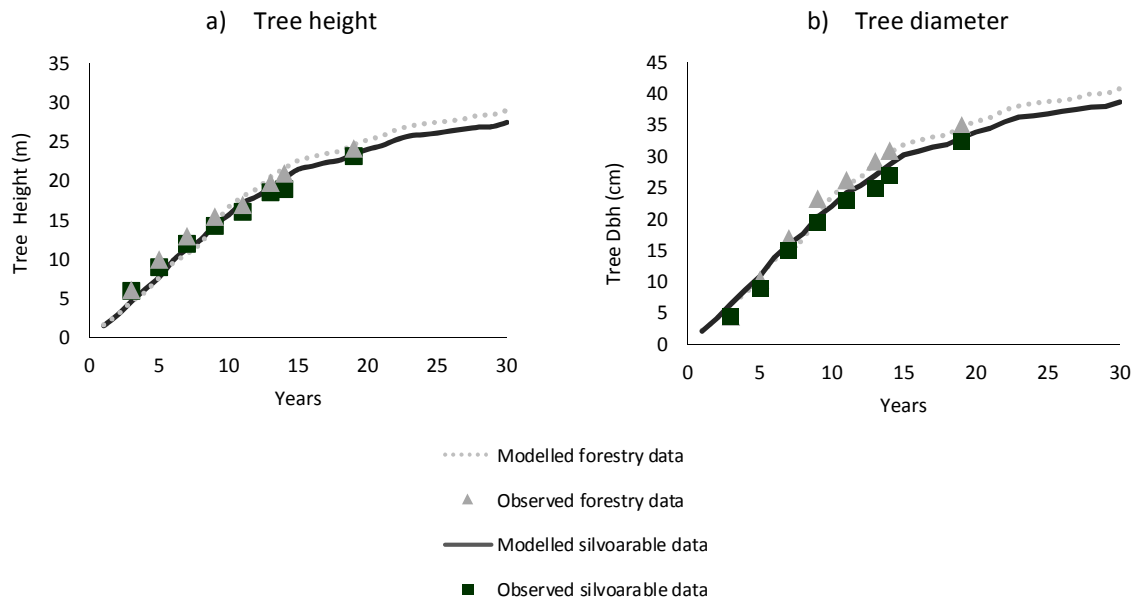 a) Tree height
35
30
25
20
15
10
5
0
0 5 10 15 20 25 30
Tree Height (m)
Years
b) Tree diameter
45
40
35
30
25
20
15
10
5
0
0 5 10 15 20 25 30
Tree Dbh (cm)
Years
Modelled forestry data
Observed forestry data
Modelled silvoarable data
Observed silvoarable data